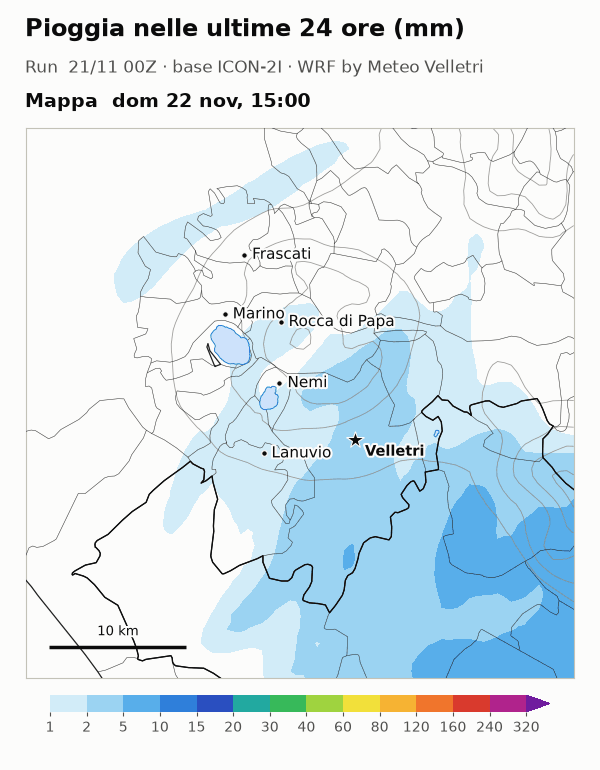 Pioggia nelle ultime 24 ore (mm)
Run  21/11 00Z · base ICON-2I · WRF by Meteo Velletri
Mappa  dom 22 nov, 15:00
Frascati
Marino
Rocca di Papa
Nemi
Velletri
Lanuvio
10 km
1 2 5 10 15 20 30 40 60 80 120 160 240 320